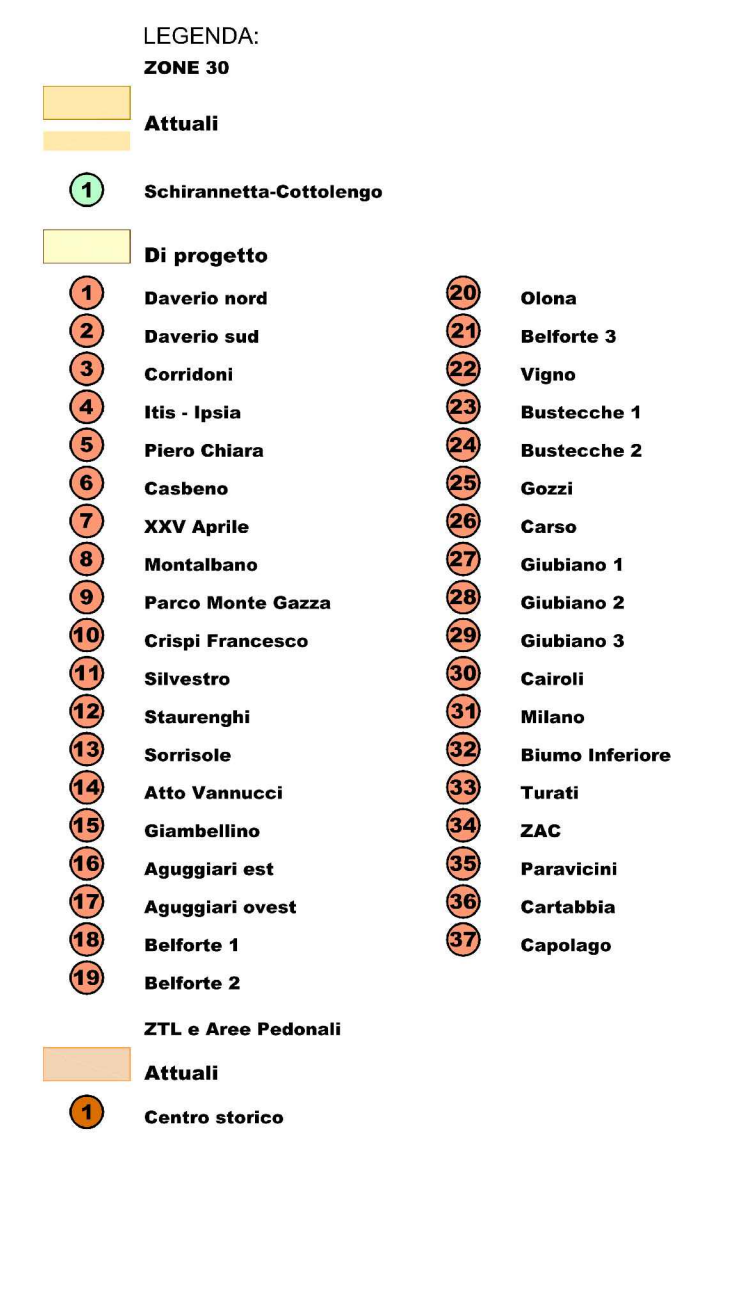 LEGENDA:
ZONE 30
Attuali
1 Schirannetta-Cottolengo
Di progetto
1 Daverio nord
2 Daverio sud
3 Corridoni
4 Itis - Ipsia
5 Piero Chiara
6 Casbeno
7 XXV Aprile
8 Montalbano
9 Parco Monte Gazza
10 Crispi Francesco
11 Silvestro
12 Staurenghi
13 Sorrisole
14 Atto Vannucci
15 Giambellino
16 Aguggiari est
17 Aguggiari ovest
18 Belforte 1
19 Belforte 2
20 Olona
21 Belforte 3
22 Vigno
23 Bustecche 1
24 Bustecche 2
25 Gozzi
26 Carso
27 Giubiano 1
28 Giubiano 2
29 Giubiano 3
30 Cairoli
31 Milano
32 Biumo Inferiore
33 Turati
34 ZAC
35 Paravicini
36 Cartabbia
37 Capolago
ZTL e Aree Pedonali
Attuali
1 Centro storico